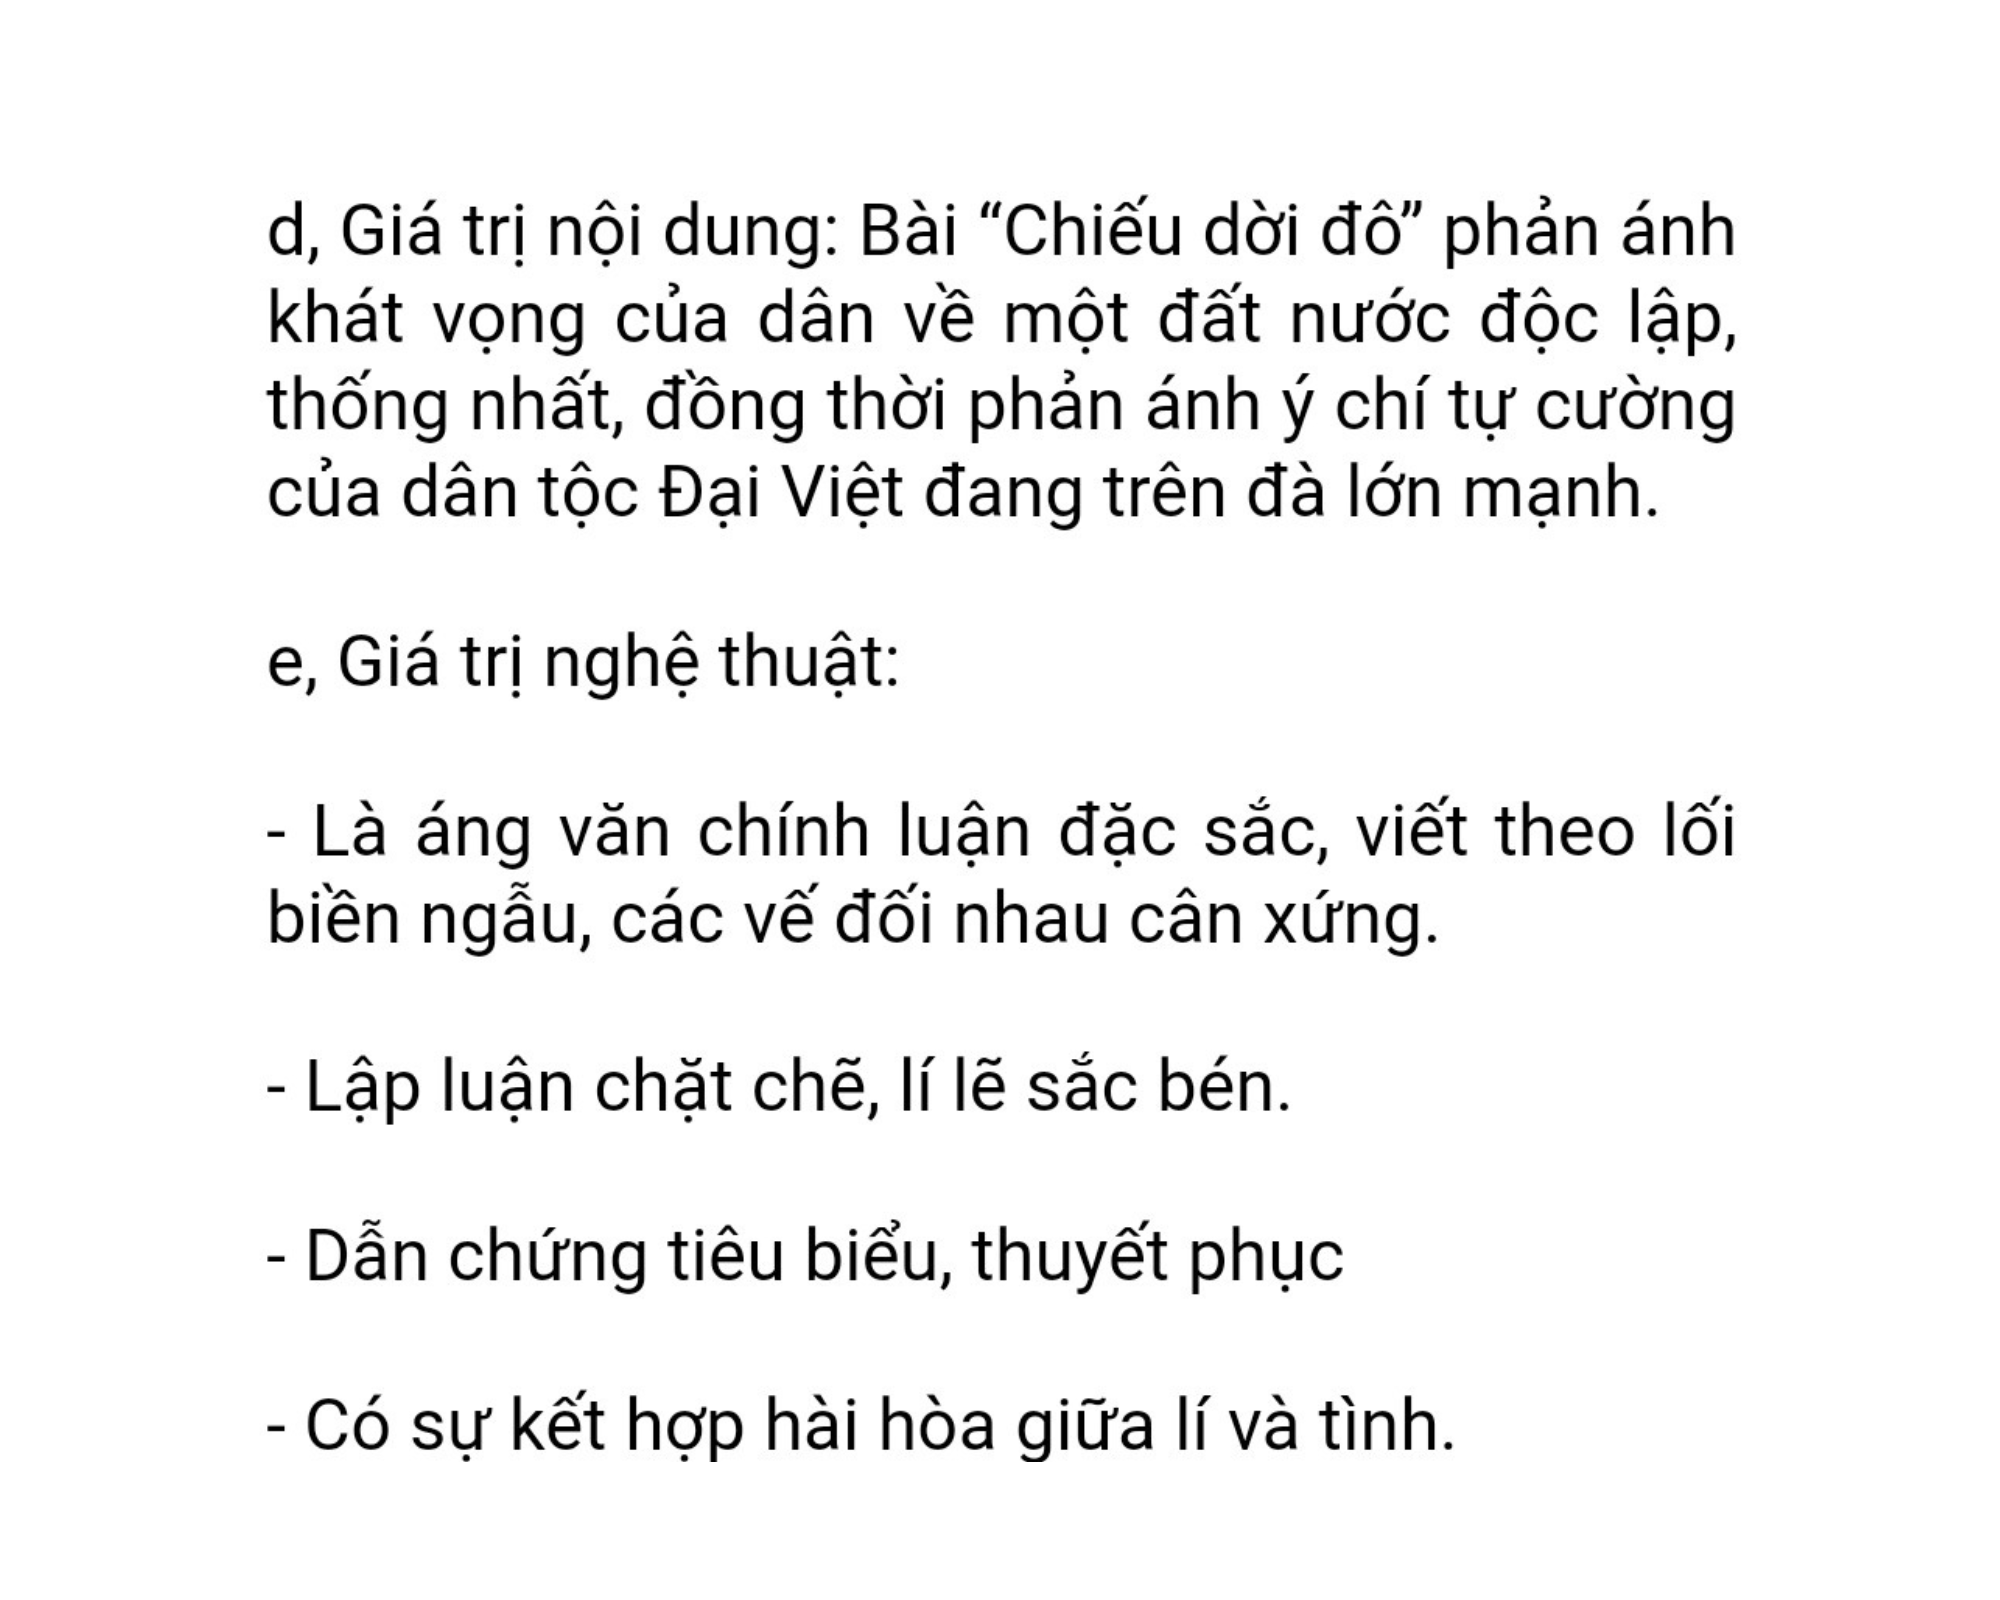 d, Giá trị nội dung: Bài “Chiếu dời đô” phản ánh
khát vọng của dân về một đất nước độc lập,
thống nhất, đồng thời phản ánh ý chí tự cường
của dân tộc Đại Việt đang trên đà lớn mạnh.
e, Giá trị nghệ thuật:
- Là áng văn chính luận đặc sắc, viết theo lối
biền ngẫu, các vế đối nhau cân xứng.
- Lập luận chặt chẽ, lí lẽ sắc bén.
- Dẫn chứng tiêu biểu, thuyết phục
- Có sự kết hợp hài hòa giữa lí và tình.